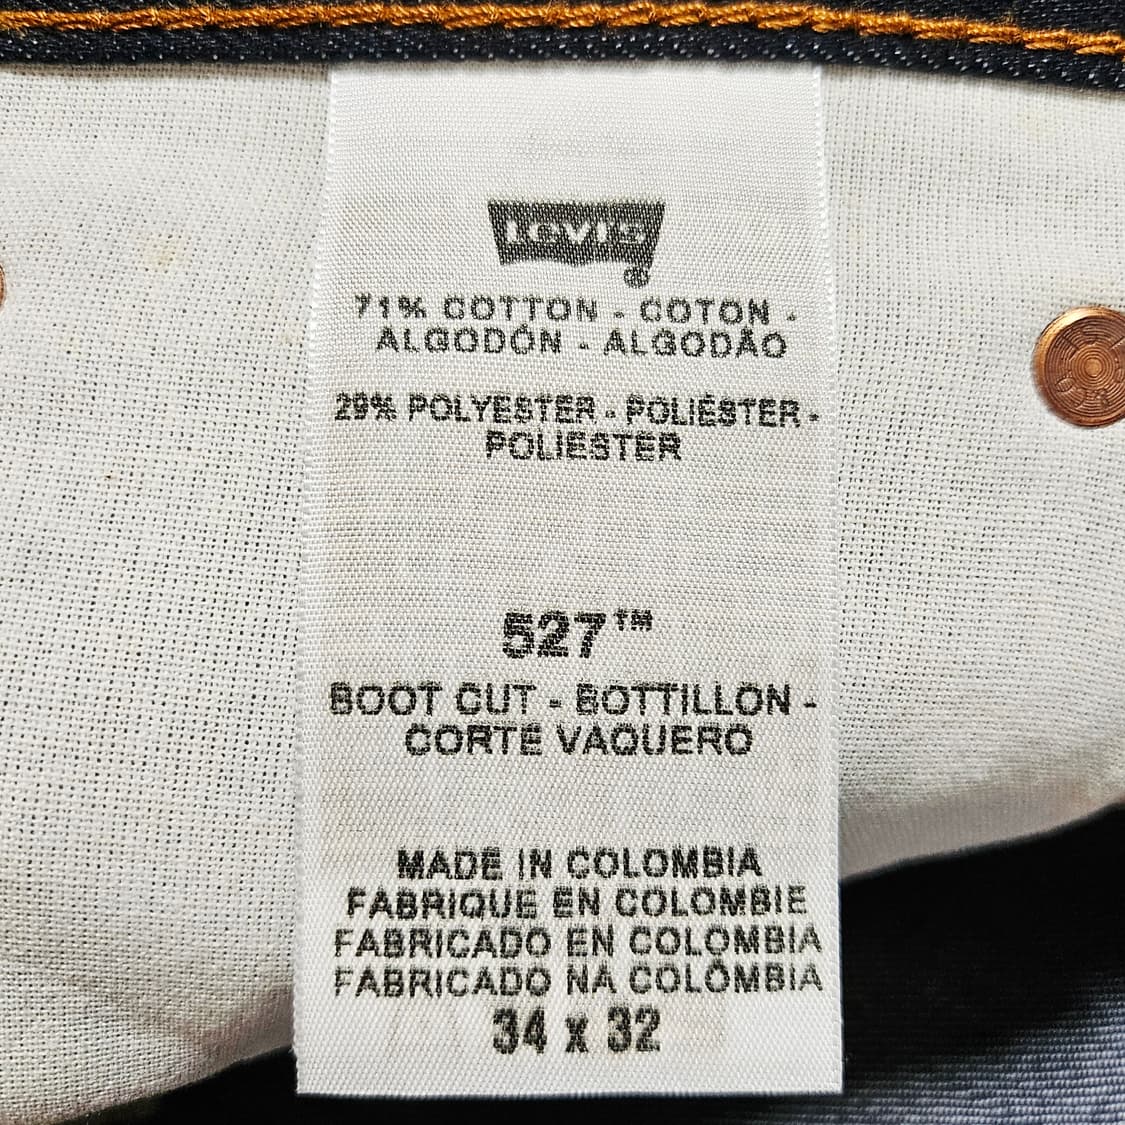 LEVI'S
®
71% COTTON - COTON -
ALGODÓN - ALGODÃO
29% POLYESTER - POLIÉSTER -
POLIESTER
527™
BOOT CUT - BOTTILLON -
CORTE VAQUERO
MADE IN COLOMBIA
FABRIQUE EN COLOMBIE
FABRICADO EN COLOMBIA
FABRICADO NA COLÔMBIA
34 x 32